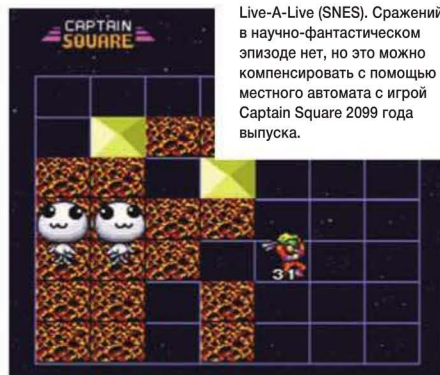 CAPTAIN
SQUARE
Live-A-Live (SNES). Сражений
в научно-фантастическом
эпизоде нет, но это можно
компенсировать с помощью
местного автомата с игрой
Captain Square 2099 года
выпуска.
31